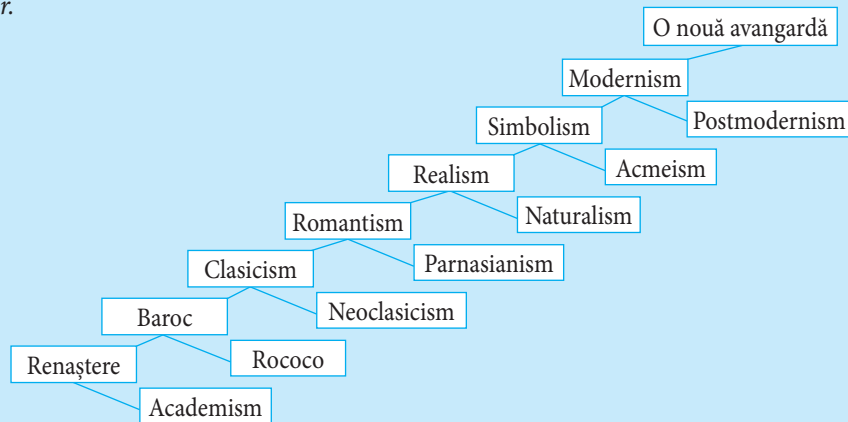 r.
O nouă avangardă
Modernism
Postmodernism
Simbolism
Acmeism
Realism
Naturalism
Romantism
Parnasianism
Clasicism
Neoclasicism
Baroc
Rococo
Renaștere
Academism